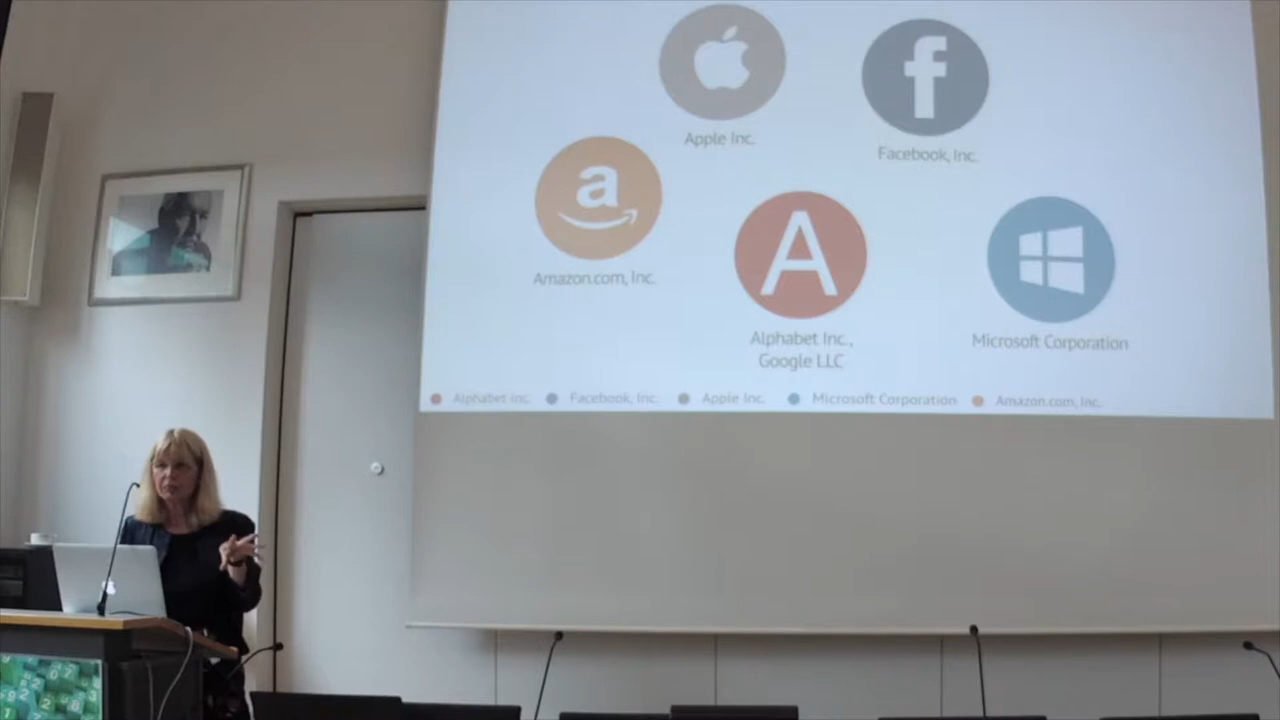 Apple Inc.
Facebook, Inc.
a
Amazon.com, Inc.
A
Alphabet Inc.,
Google LLC
Microsoft Corporation
Alphabet Inc. Facebook, Inc. Apple Inc. Microsoft Corporation Amazon.com, Inc.